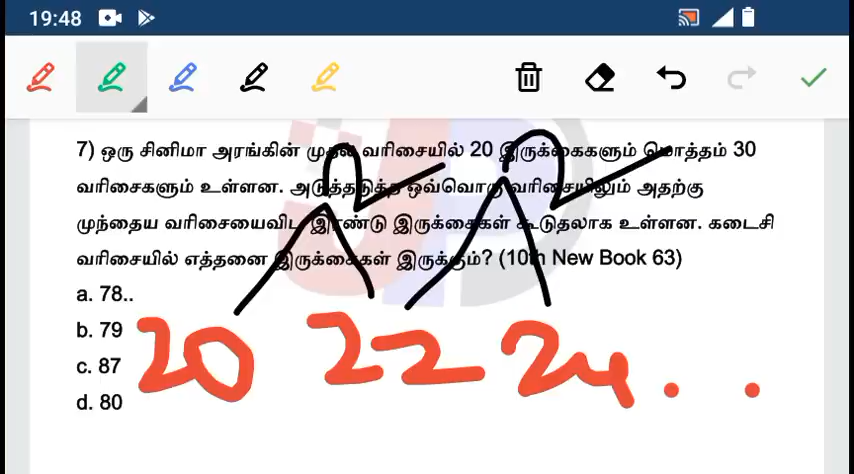 19:48
7) ஒரு சினிமா அரங்கின் முதல் வரிசையில் 20 இருக்கைகளும் மொத்தம் 30
வரிசைகளும் உள்ளன. அடுத்தடுத்த ஒவ்வொரு வரிசையிலும் அதற்கு
முந்தைய வரிசையைவிட இரண்டு இருக்கைகள் கூடுதலாக உள்ளன. கடைசி
வரிசையில் எத்தனை இருக்கைகள் இருக்கும்? (10th New Book 63)
a. 78..
b. 79
c. 87
d. 80
2 2
20 22 24 . .